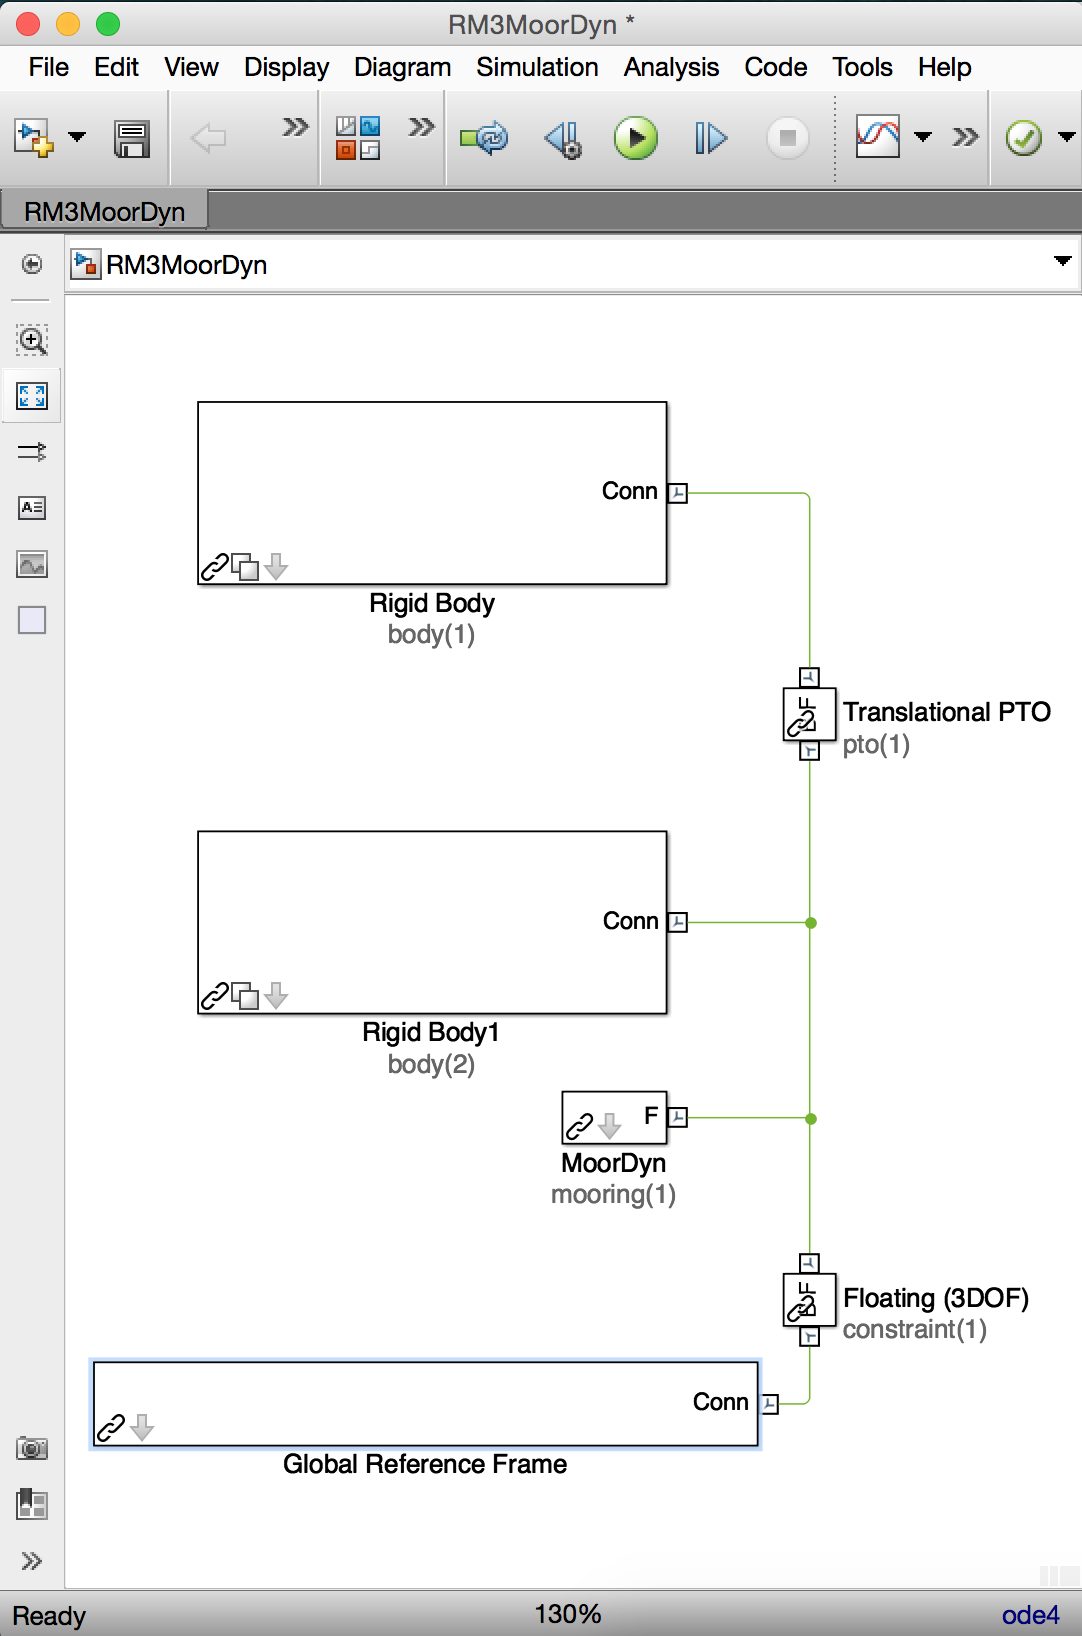 RM3MoorDyn *
File Edit View Display Diagram Simulation Analysis Code Tools Help
RM3MoorDyn
RM3MoorDyn
Conn
Rigid Body
body(1)
Translational PTO
pto(1)
Conn
Rigid Body1
body(2)
F
MoorDyn
mooring(1)
Floating (3DOF)
constraint(1)
Conn
Global Reference Frame
Ready 130% ode4